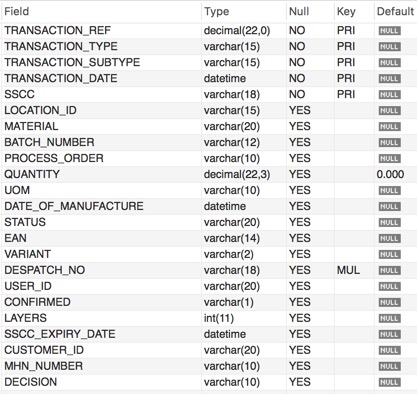 Field Type Null Key Default
TRANSACTION_REF decimal(22,0) NO PRI NULL
TRANSACTION_TYPE varchar(15) NO PRI NULL
TRANSACTION_SUBTYPE varchar(15) NO PRI NULL
TRANSACTION_DATE datetime NO PRI NULL
SSCC varchar(18) NO PRI NULL
LOCATION_ID varchar(15) YES NULL
MATERIAL varchar(20) YES NULL
BATCH_NUMBER varchar(12) YES NULL
PROCESS_ORDER varchar(10) YES NULL
QUANTITY decimal(22,3) YES 0.000
UOM varchar(10) YES NULL
DATE_OF_MANUFACTURE datetime YES NULL
STATUS varchar(20) YES NULL
EAN varchar(14) YES NULL
VARIANT varchar(2) YES NULL
DESPATCH_NO varchar(18) YES MUL NULL
USER_ID varchar(20) YES NULL
CONFIRMED varchar(1) YES NULL
LAYERS int(11) YES NULL
SSCC_EXPIRY_DATE datetime YES NULL
CUSTOMER_ID varchar(20) YES NULL
MHN_NUMBER varchar(10) YES NULL
DECISION varchar(10) YES NULL